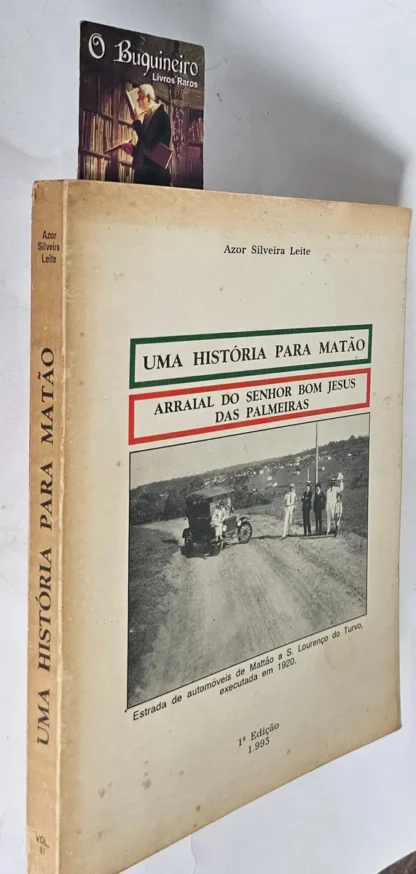 O Buquineiro
Livros Raros
Azor
Silveira
Leite
UMA HISTÓRIA PARA MATÃO
VOL.
II
Azor Silveira Leite
UMA HISTÓRIA PARA MATÃO
ARRAIAL DO SENHOR BOM JESUS
DAS PALMEIRAS
Estrada de automóveis de Mattão a S. Lourenço do Turvo,
executada em 1920.
1ª Edição
1.993